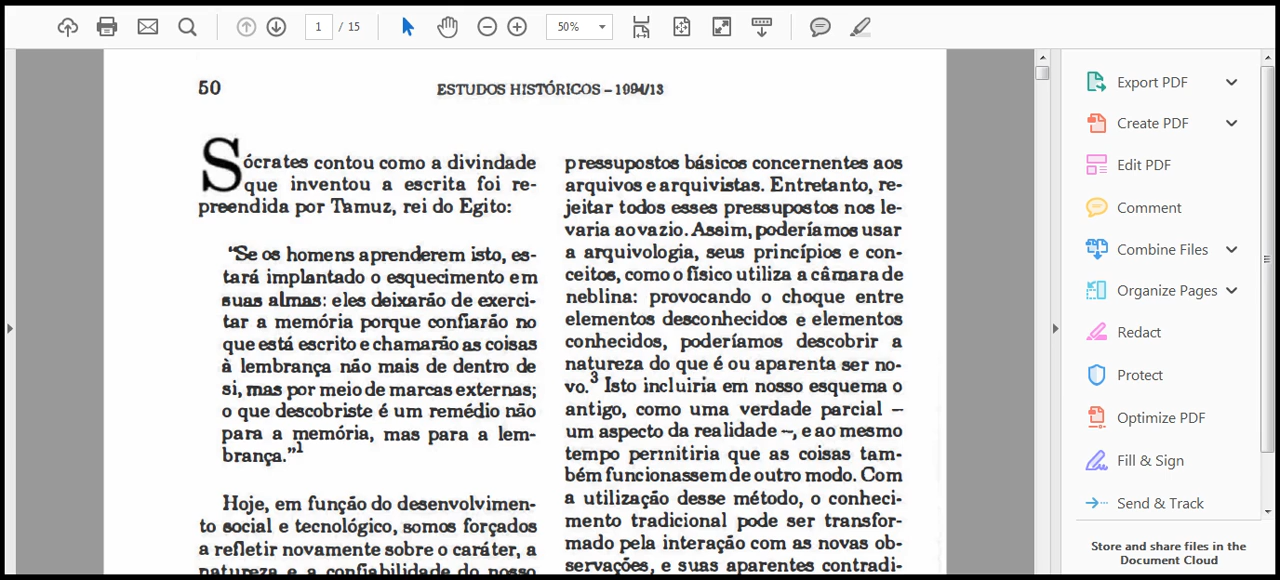 1 / 15
50%
50
ESTUDOS HISTÓRICOS – 1994/13
Sócrates contou como a divindade
que inventou a escrita foi re-
preendida por Tamuz, rei do Egito:
“Se os homens aprenderem isto, es-
tará implantado o esquecimento em
suas almas: eles deixarão de exerci-
tar a memória porque confiarão no
que está escrito e chamarão as coisas
à lembrança não mais de dentro de
si, mas por meio de marcas externas;
o que descobriste é um remédio não
para a memória, mas para a lem-
brança.”1
Hoje, em função do desenvolvimen-
to social e tecnológico, somos forçados
a refletir novamente sobre o caráter, a
natureza e a confiabilidade do nosso
pressupostos básicos concernentes aos
arquivos e arquivistas. Entretanto, re-
jeitar todos esses pressupostos nos le-
varia ao vazio. Assim, poderíamos usar
a arquivologia, seus princípios e con-
ceitos, como o físico utiliza a câmara de
neblina: provocando o choque entre
elementos desconhecidos e elementos
conhecidos, poderíamos descobrir a
natureza do que é ou aparenta ser no-
vo.3 Isto incluiria em nosso esquema o
antigo, como uma verdade parcial –
um aspecto da realidade –, e ao mesmo
tempo permitiria que as coisas tam-
bém funcionassem de outro modo. Com
a utilização desse método, o conheci-
mento tradicional pode ser transfor-
mado pela interação com as novas ob-
servações, e suas aparentes contradi-
Export PDF
Create PDF
Edit PDF
Comment
Combine Files
Organize Pages
Redact
Protect
Optimize PDF
Fill & Sign
Send & Track
Store and share files in the
Document Cloud